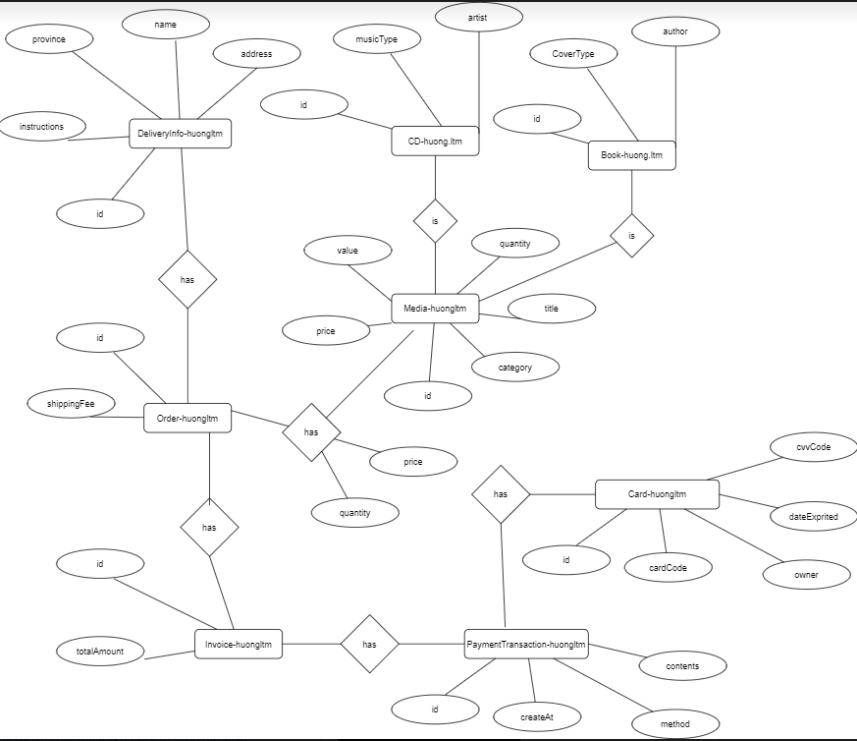 artist
name
author
province
musicType
address
CoverType
id
id
instructions
DeliveryInfo-huongltm
CD-huong.ltm
Book-huong.ltm
id
is
is
quantity
value
has
title
Media-huongltm
price
id
category
id
shippingFee
Order-huongltm
has
price
cvvCode
has
Card-huongltm
quantity
dateExprited
has
id
id
cardCode
owner
Invoice-huongltm
has
PaymentTransaction-huongltm
totalAmount
contents
id
createAt
method